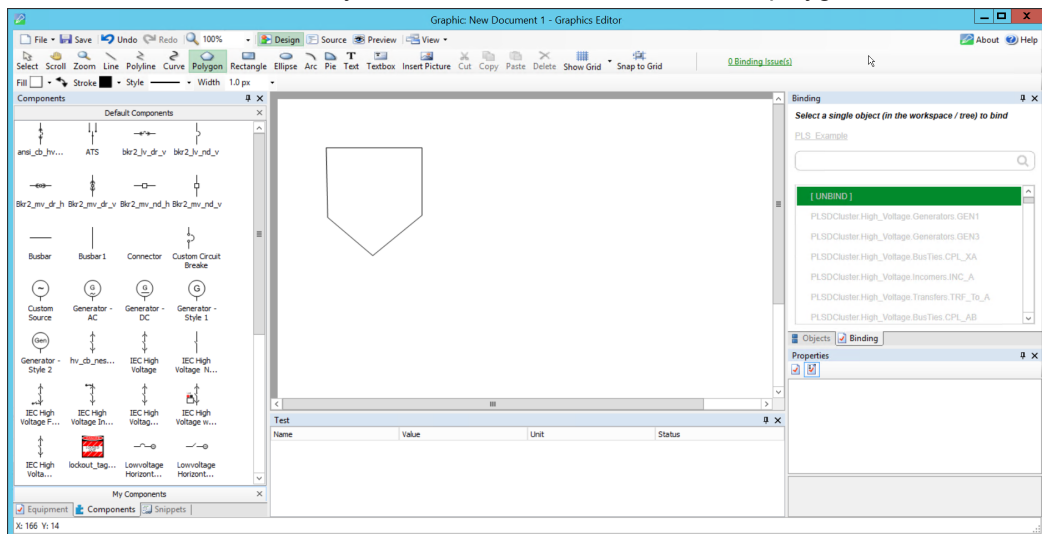 Graphic: New Document 1 - Graphics Editor
File Save Undo Redo 100% Design Source Preview View About Help
Select Scroll Zoom Line Polyline Curve Polygon Rectangle Ellipse Arc Pie Text Textbox Insert Picture Cut Copy Paste Delete Show Grid Snap to Grid 0 Binding Issue(s)
Fill Stroke Style Width 1.0 px
Components
Default Components
ansi_cb_hv... ATS bkr2_lv_dr_v bkr2_lv_nd_v
Bkr2_mv_dr_h Bkr2_mv_dr_v Bkr2_mv_nd_h Bkr2_mv_nd_v
Busbar Busbar1 Connector Custom Circuit
Breake
Custom Generator - Generator - Generator -
Source AC DC Style 1
Generator - hv_cb_nes... IEC High IEC High
Style 2 Voltage Voltage N...
IEC High IEC High IEC High IEC High
Voltage F... Voltage In... Voltag... Voltage w...
IEC High lockout_tag... Lowvoltage Lowvoltage
Volta... Horizont... Horizont...
My Components
Equipment Components Snippets
X: 166 Y: 14
Test
Name Value Unit Status
Binding
Select a single object (in the workspace / tree) to bind
PLS_Example
[ UNBIND ]
PLSDCluster.High_Voltage.Generators.GEN1
PLSDCluster.High_Voltage.Generators.GEN3
PLSDCluster.High_Voltage.BusTies.CPL_XA
PLSDCluster.High_Voltage.Incomers.INC_A
PLSDCluster.High_Voltage.Transfers.TRF_To_A
PLSDCluster.High_Voltage.BusTies.CPL_AB
Objects Binding
Properties